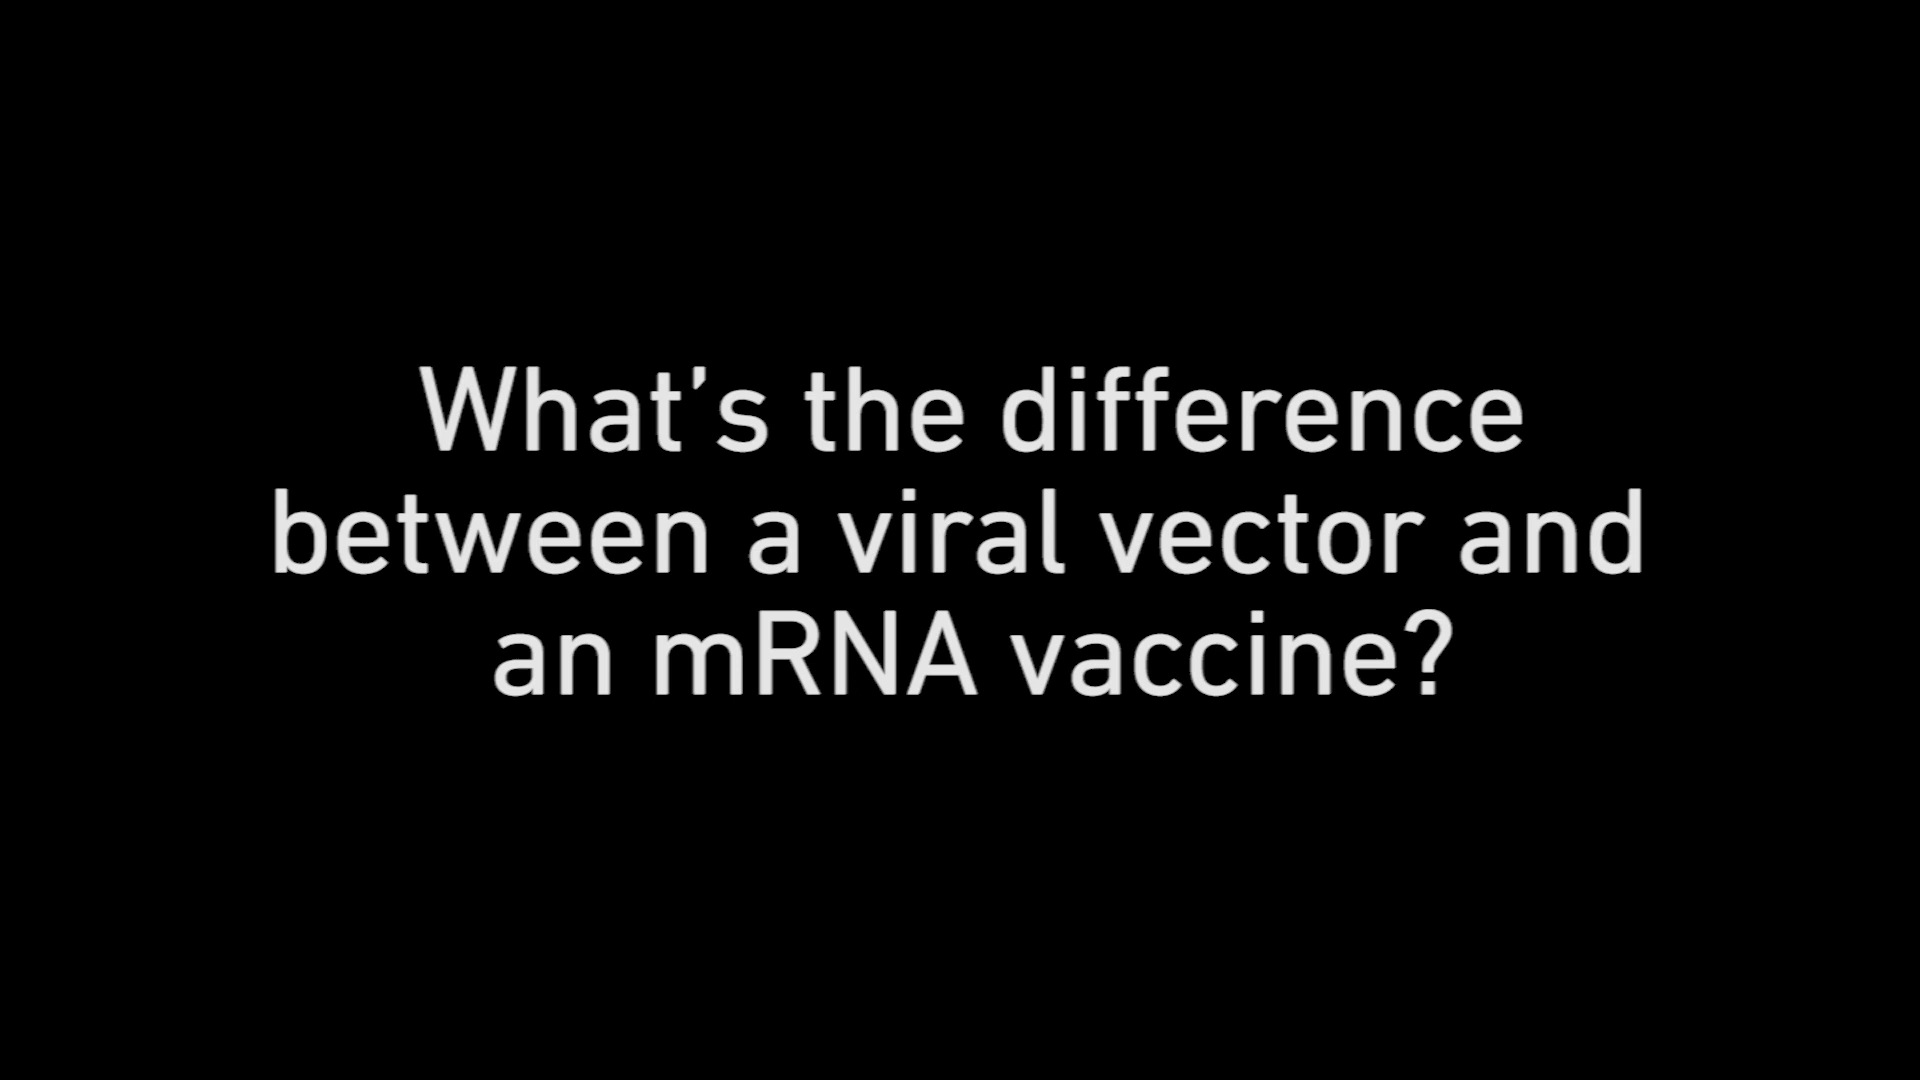 What’s the difference
between a viral vector and
an mRNA vaccine?